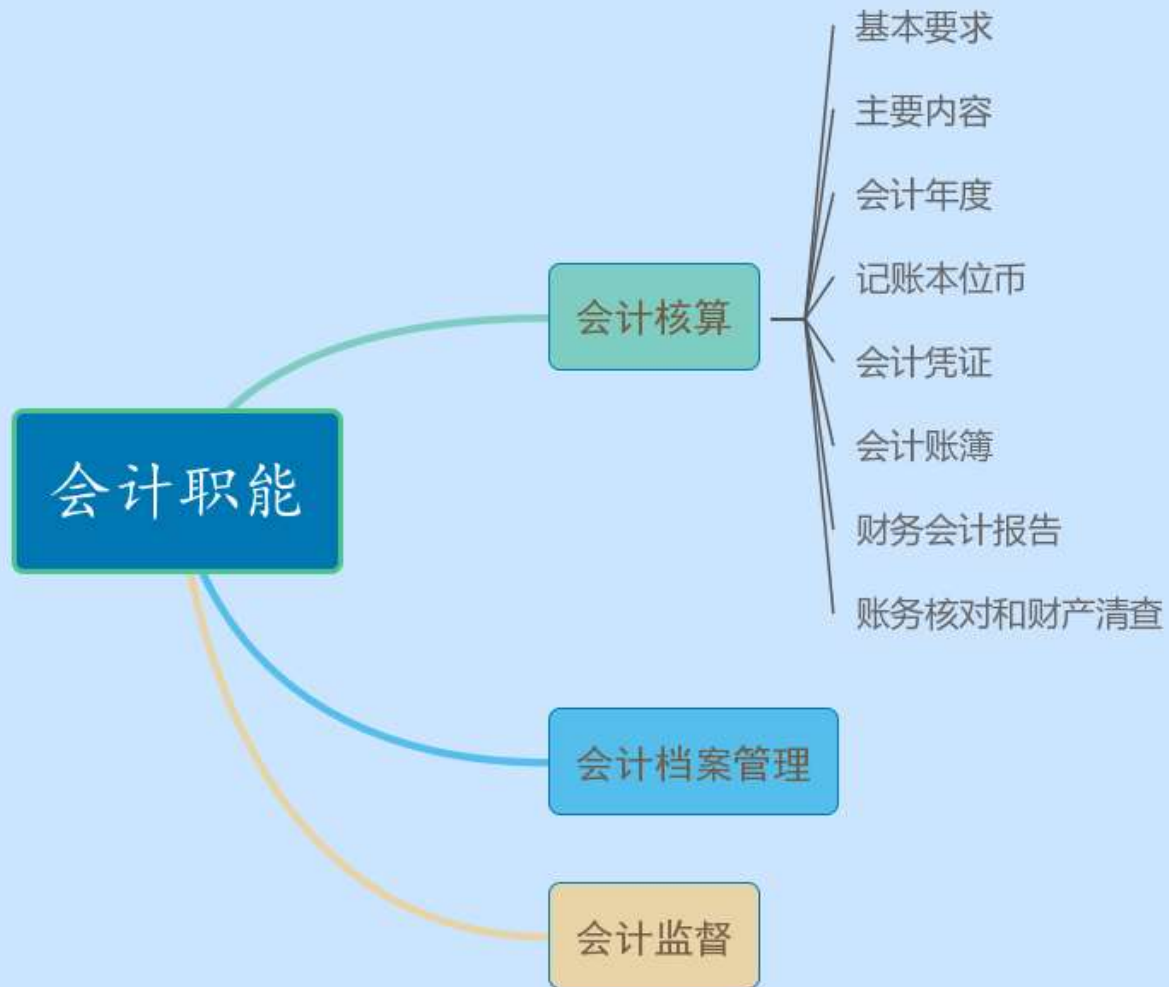 会计职能
会计核算
基本要求
主要内容
会计年度
记账本位币
会计凭证
会计账簿
财务会计报告
账务核对和财产清查
会计档案管理
会计监督